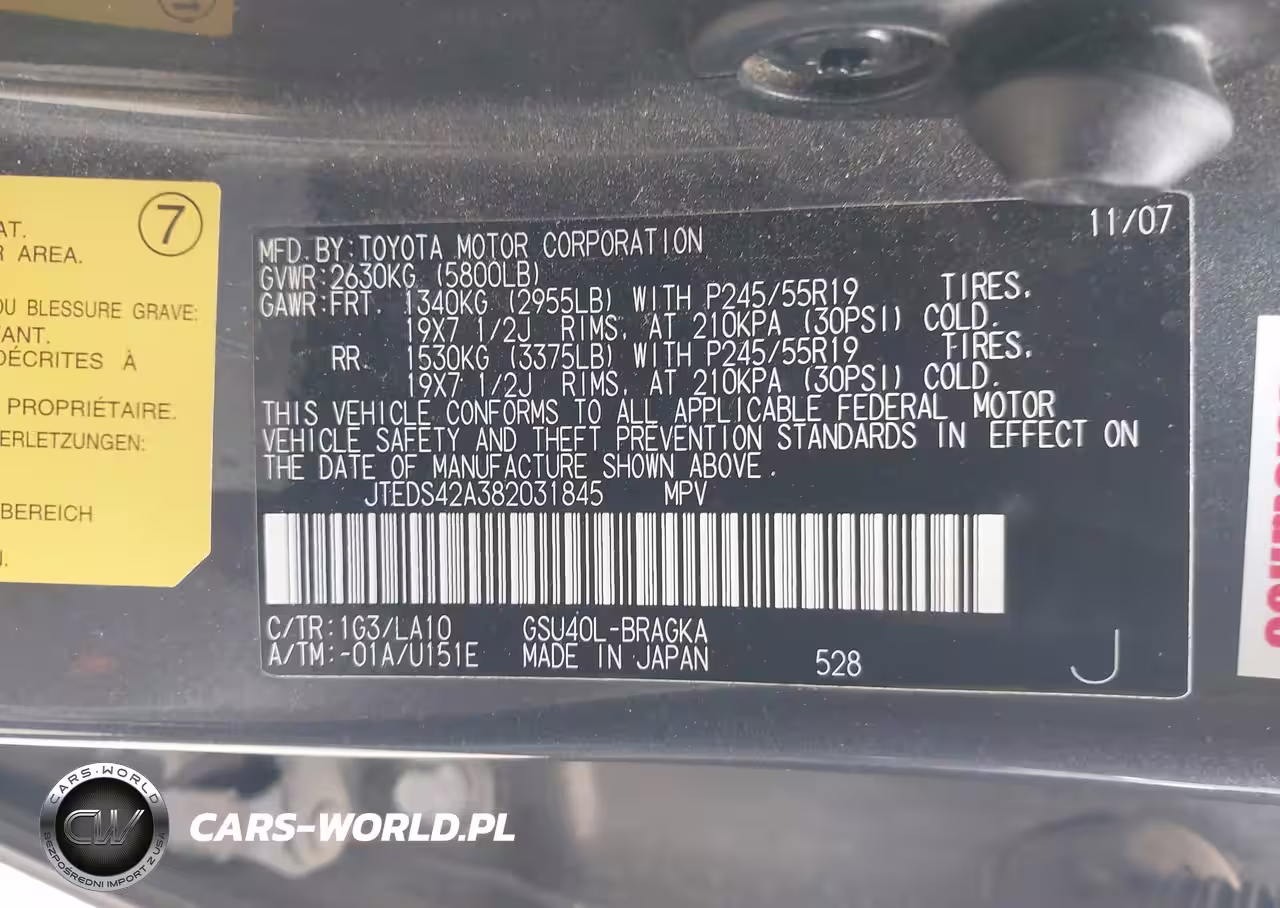 7
AT.
R AREA.
OU BLESSURE GRAVE:
ANT.
DÉCRITES À
PROPRIÉTAIRE.
ERLETZUNGEN:
BEREICH
11/07
MFD. BY: TOYOTA MOTOR CORPORATION
GVWR: 2630KG (5800LB)
GAWR: FRT. 1340KG (2955LB) WITH P245/55R19 TIRES,
19X7 1/2J RIMS, AT 210KPA (30PSI) COLD.
RR. 1530KG (3375LB) WITH P245/55R19 TIRES,
19X7 1/2J RIMS, AT 210KPA (30PSI) COLD.
THIS VEHICLE CONFORMS TO ALL APPLICABLE FEDERAL MOTOR
VEHICLE SAFETY AND THEFT PREVENTION STANDARDS IN EFFECT ON
THE DATE OF MANUFACTURE SHOWN ABOVE.
JTEDS42A382031845 MPV
C/TR: 1G3/LA10 GSU40L-BRAGKA
A/TM: -01A/U151E MADE IN JAPAN 528 J
CARS-WORLD
CW
BEZPOŚREDNI IMPORT Z USA
CARS-WORLD.PL